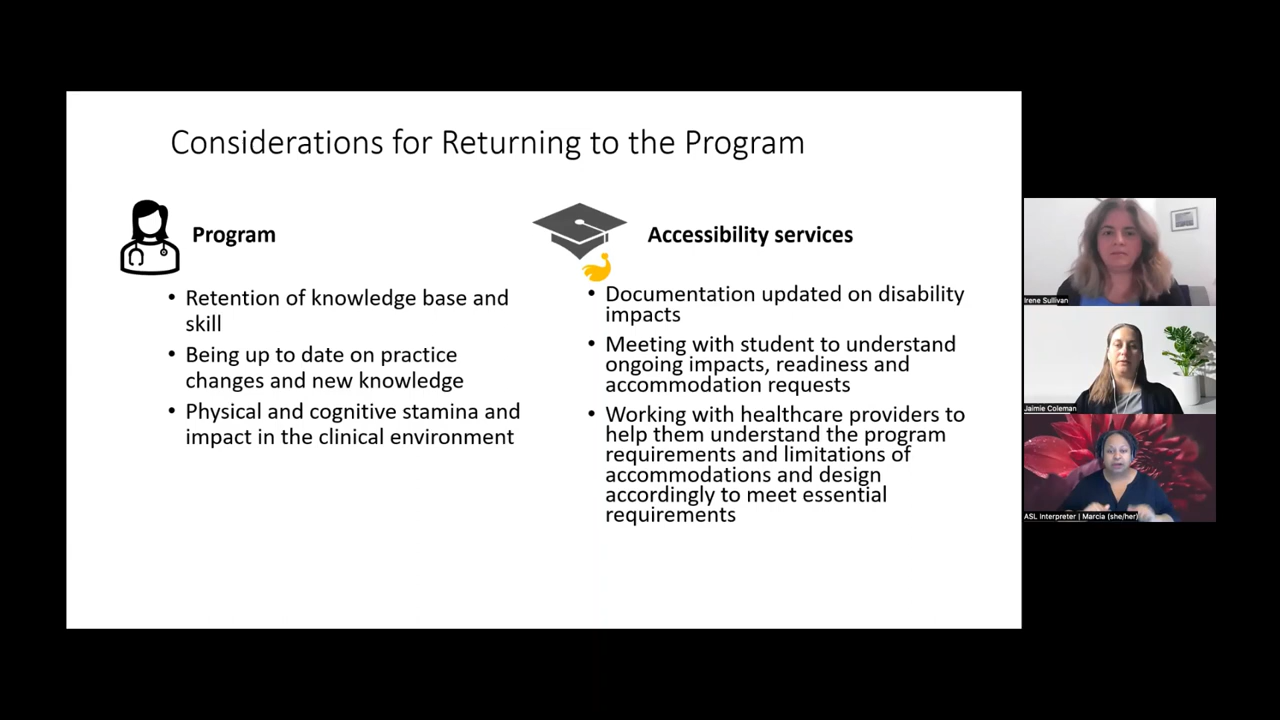 Considerations for Returning to the Program
Program
• Retention of knowledge base and
skill
• Being up to date on practice
changes and new knowledge
• Physical and cognitive stamina and
impact in the clinical environment
Accessibility services
• Documentation updated on disability
impacts
• Meeting with student to understand
ongoing impacts, readiness and
accommodation requests
• Working with healthcare providers to
help them understand the program
requirements and limitations of
accommodations and design
accordingly to meet essential
requirements
Irene Sullivan
Jaimie Coleman
ASL Interpreter | Marcia (she/her)